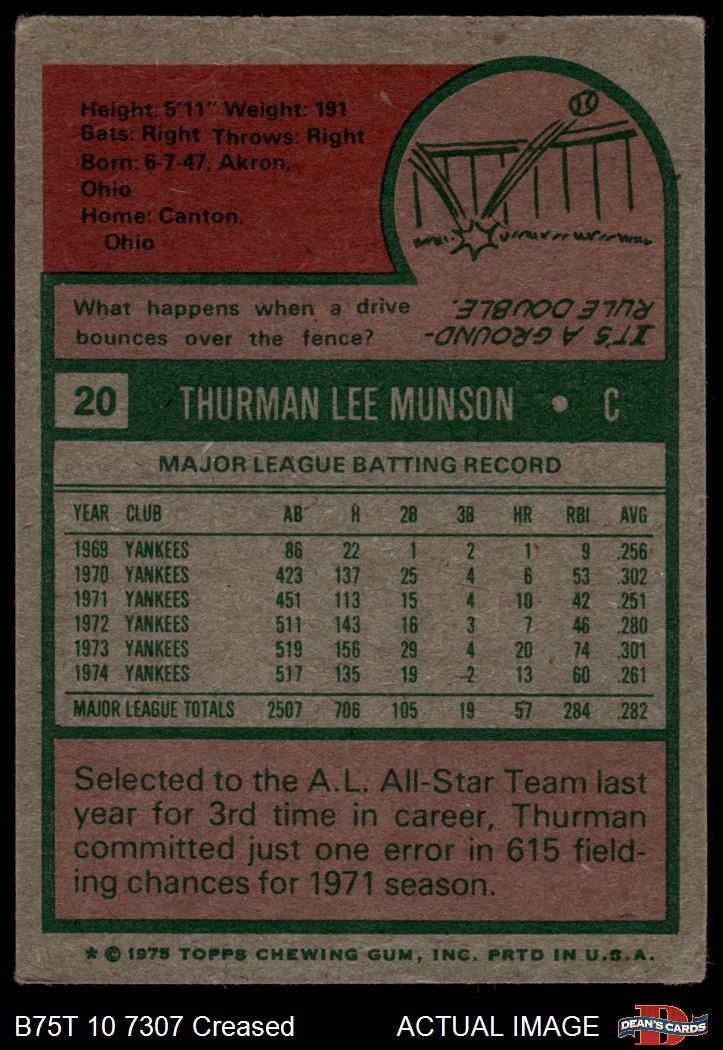 Height: 5'11" Weight: 191
Bats: Right Throws: Right
Born: 6-7-47, Akron,
Ohio
Home: Canton,
Ohio
What happens when a drive
bounces over the fence?
IT'S A GROUND-
RULE DOUBLE.
20 THURMAN LEE MUNSON • C
MAJOR LEAGUE BATTING RECORD
YEAR CLUB AB H 2B 3B HR RBI AVG
1969 YANKEES 86 22 1 2 1 9 .256
1970 YANKEES 423 137 25 4 6 53 .302
1971 YANKEES 451 113 15 4 10 42 .251
1972 YANKEES 511 143 16 3 7 46 .280
1973 YANKEES 519 156 29 4 20 74 .301
1974 YANKEES 517 135 19 2 13 60 .261
MAJOR LEAGUE TOTALS 2507 706 105 19 57 284 .282
Selected to the A.L. All-Star Team last
year for 3rd time in career, Thurman
committed just one error in 615 field-
ing chances for 1971 season.
* © 1975 TOPPS CHEWING GUM, INC. PRTD IN U.S.A.
B75T 10 7307 Creased ACTUAL IMAGE
D
DEAN'S CARDS